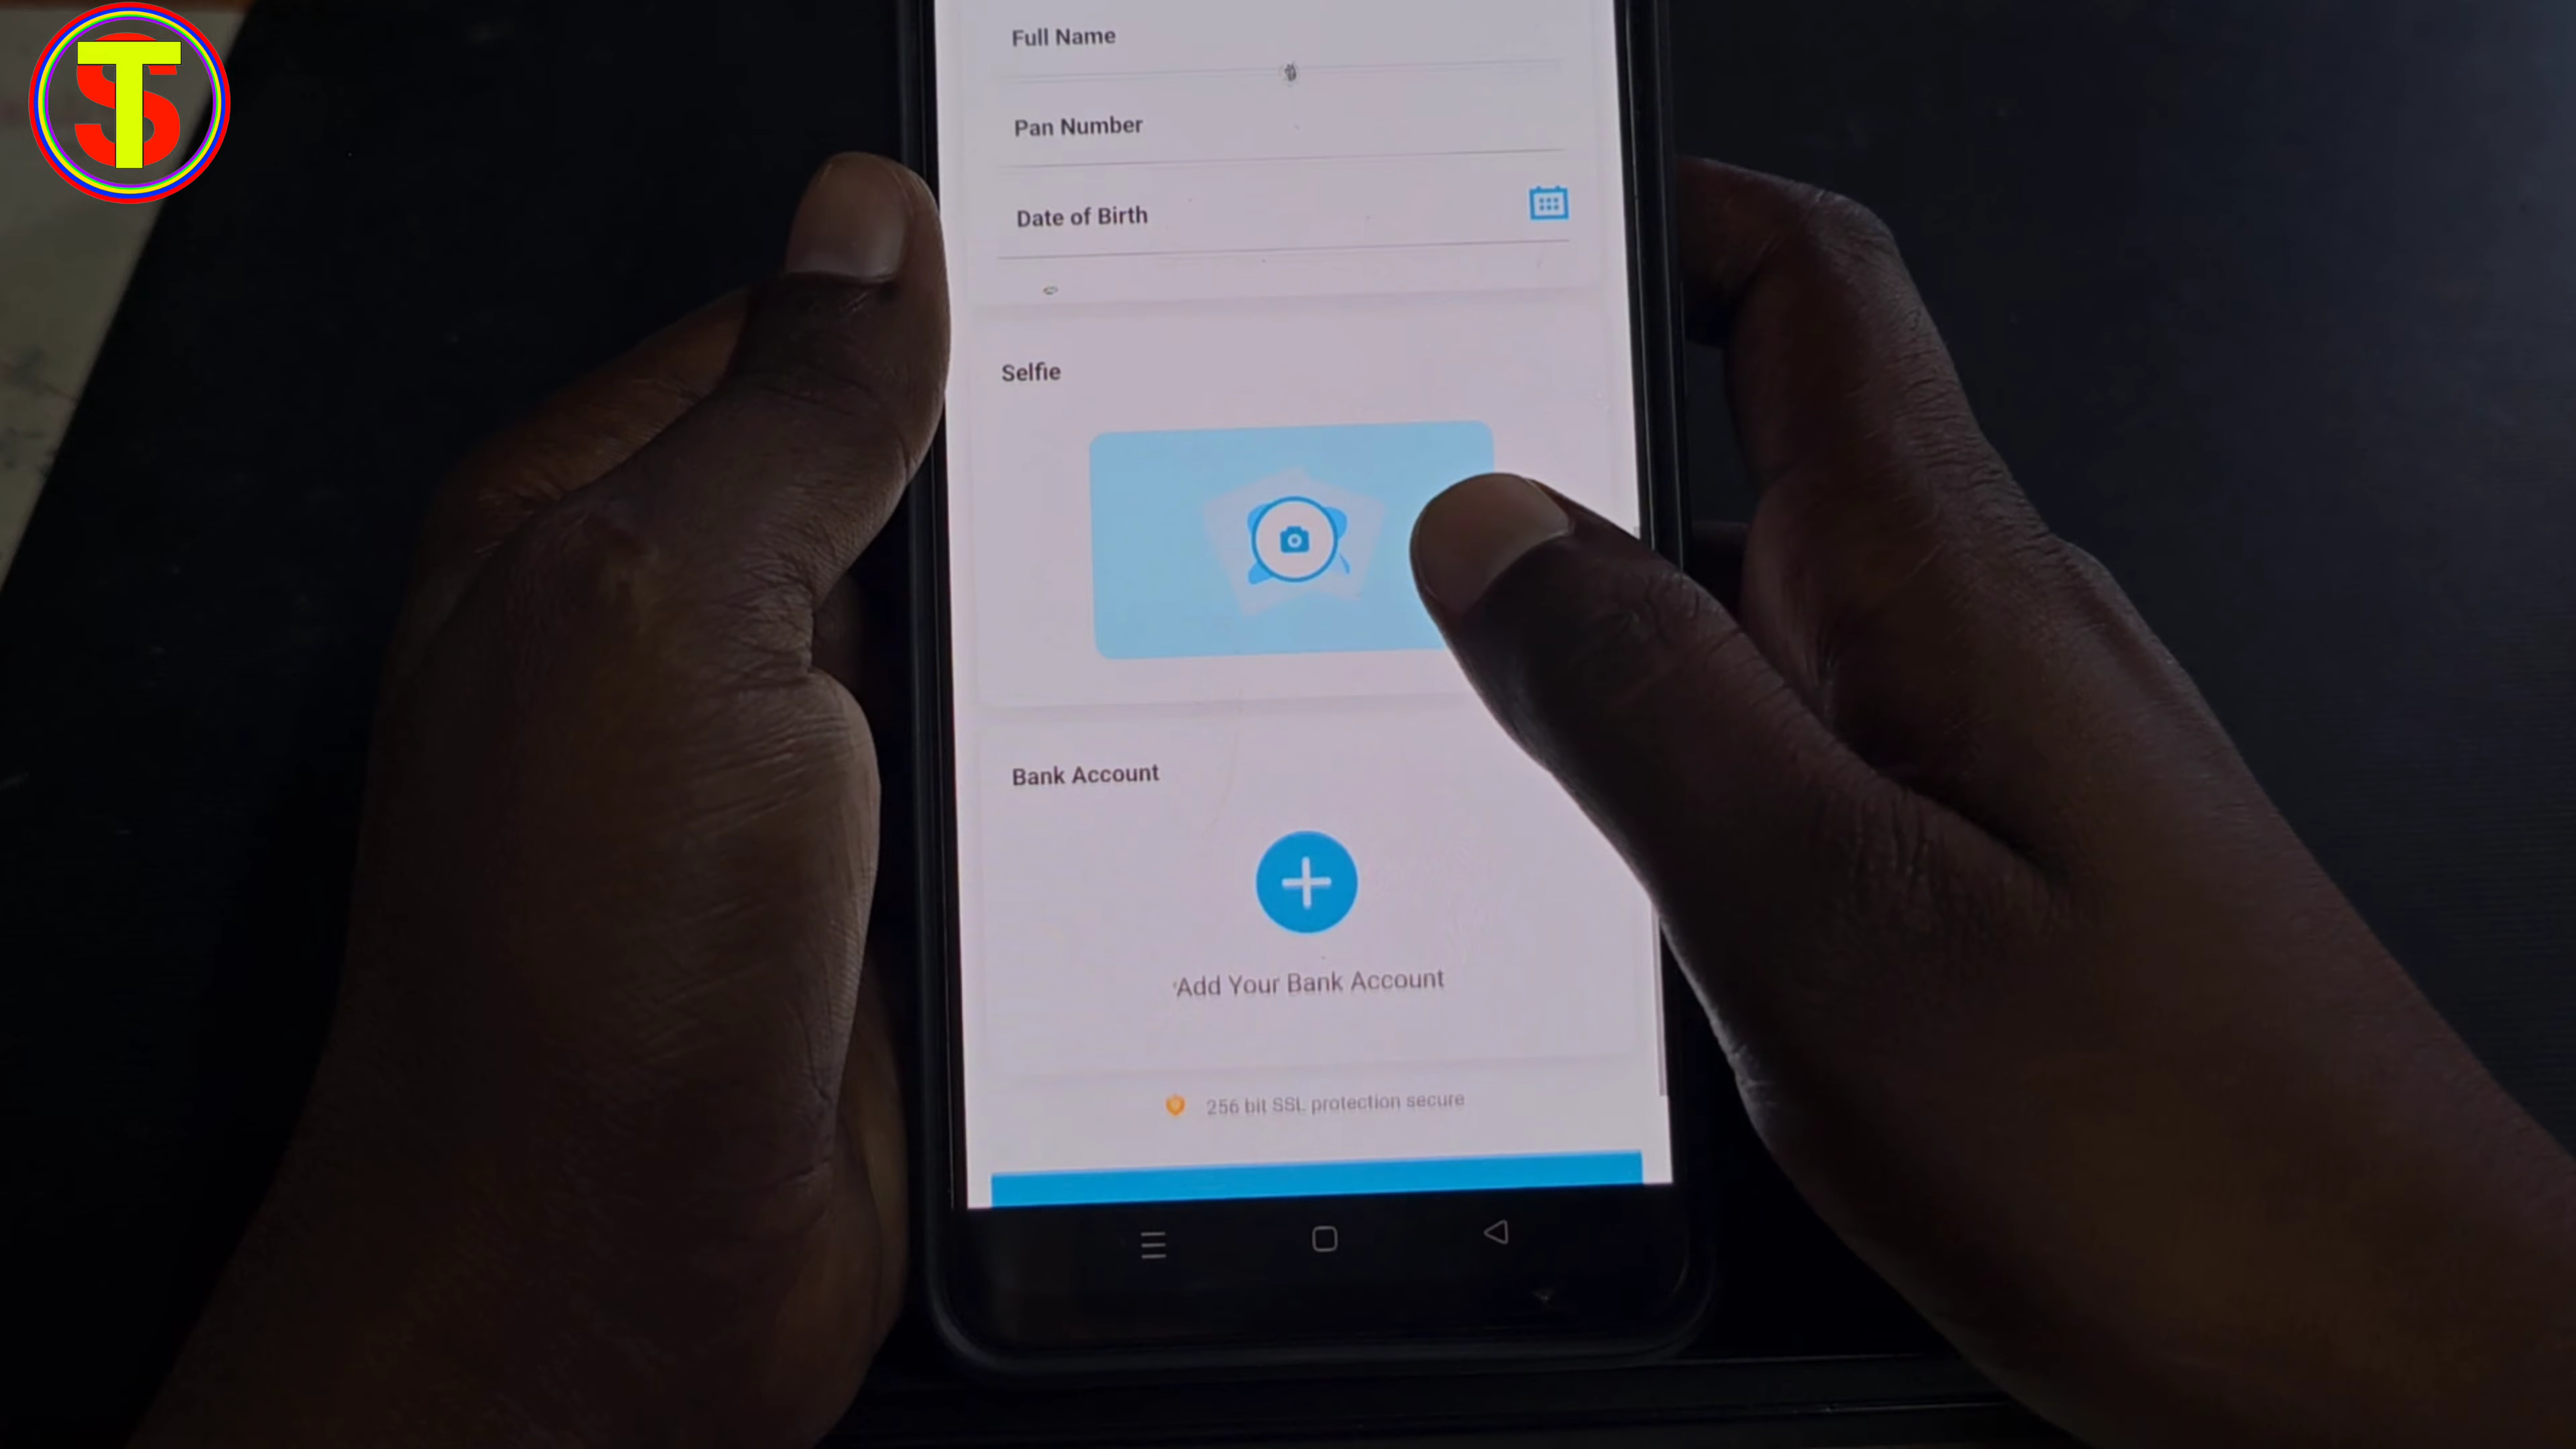 ST
Full Name
Pan Number
Date of Birth
Selfie
Bank Account
Add Your Bank Account
256 bit SSL protection secure